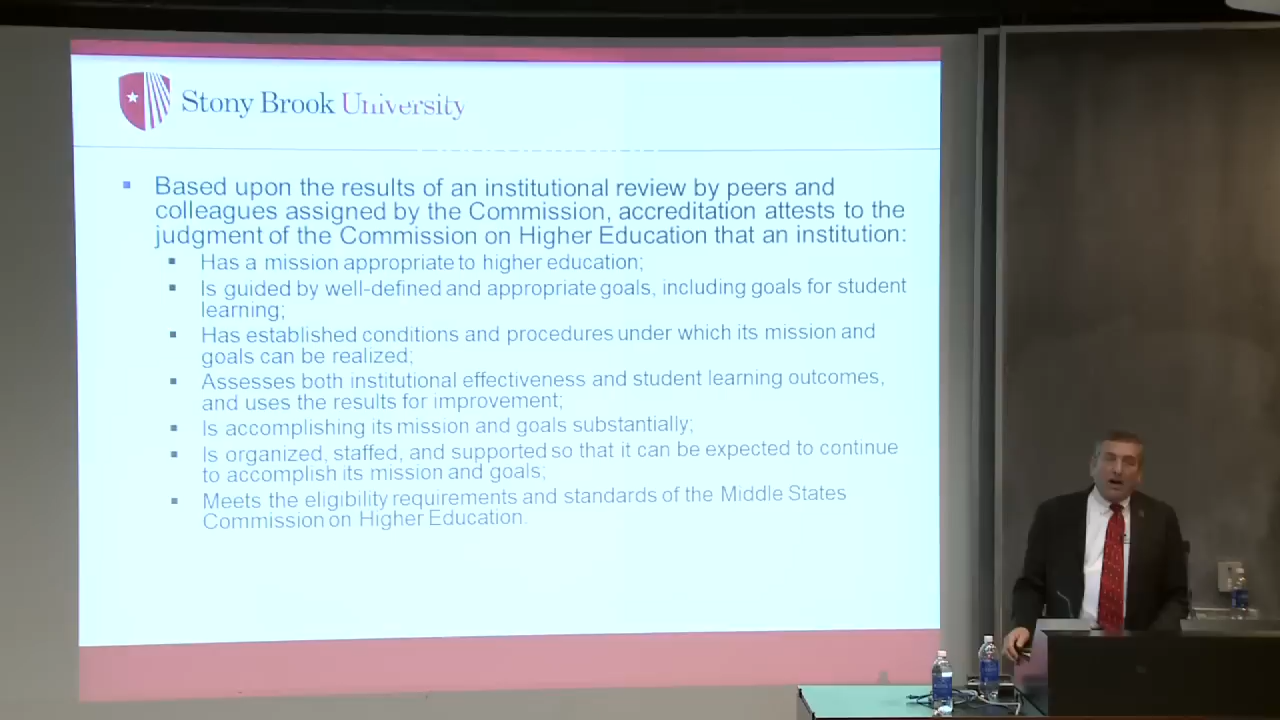 Stony Brook University
Based upon the results of an institutional review by peers and
colleagues assigned by the Commission, accreditation attests to the
judgment of the Commission on Higher Education that an institution:
Has a mission appropriate to higher education;
Is guided by well-defined and appropriate goals, including goals for student
learning;
Has established conditions and procedures under which its mission and
goals can be realized;
Assesses both institutional effectiveness and student learning outcomes,
and uses the results for improvement;
Is accomplishing its mission and goals substantially;
Is organized, staffed, and supported so that it can be expected to continue
to accomplish its mission and goals;
Meets the eligibility requirements and standards of the Middle States
Commission on Higher Education.